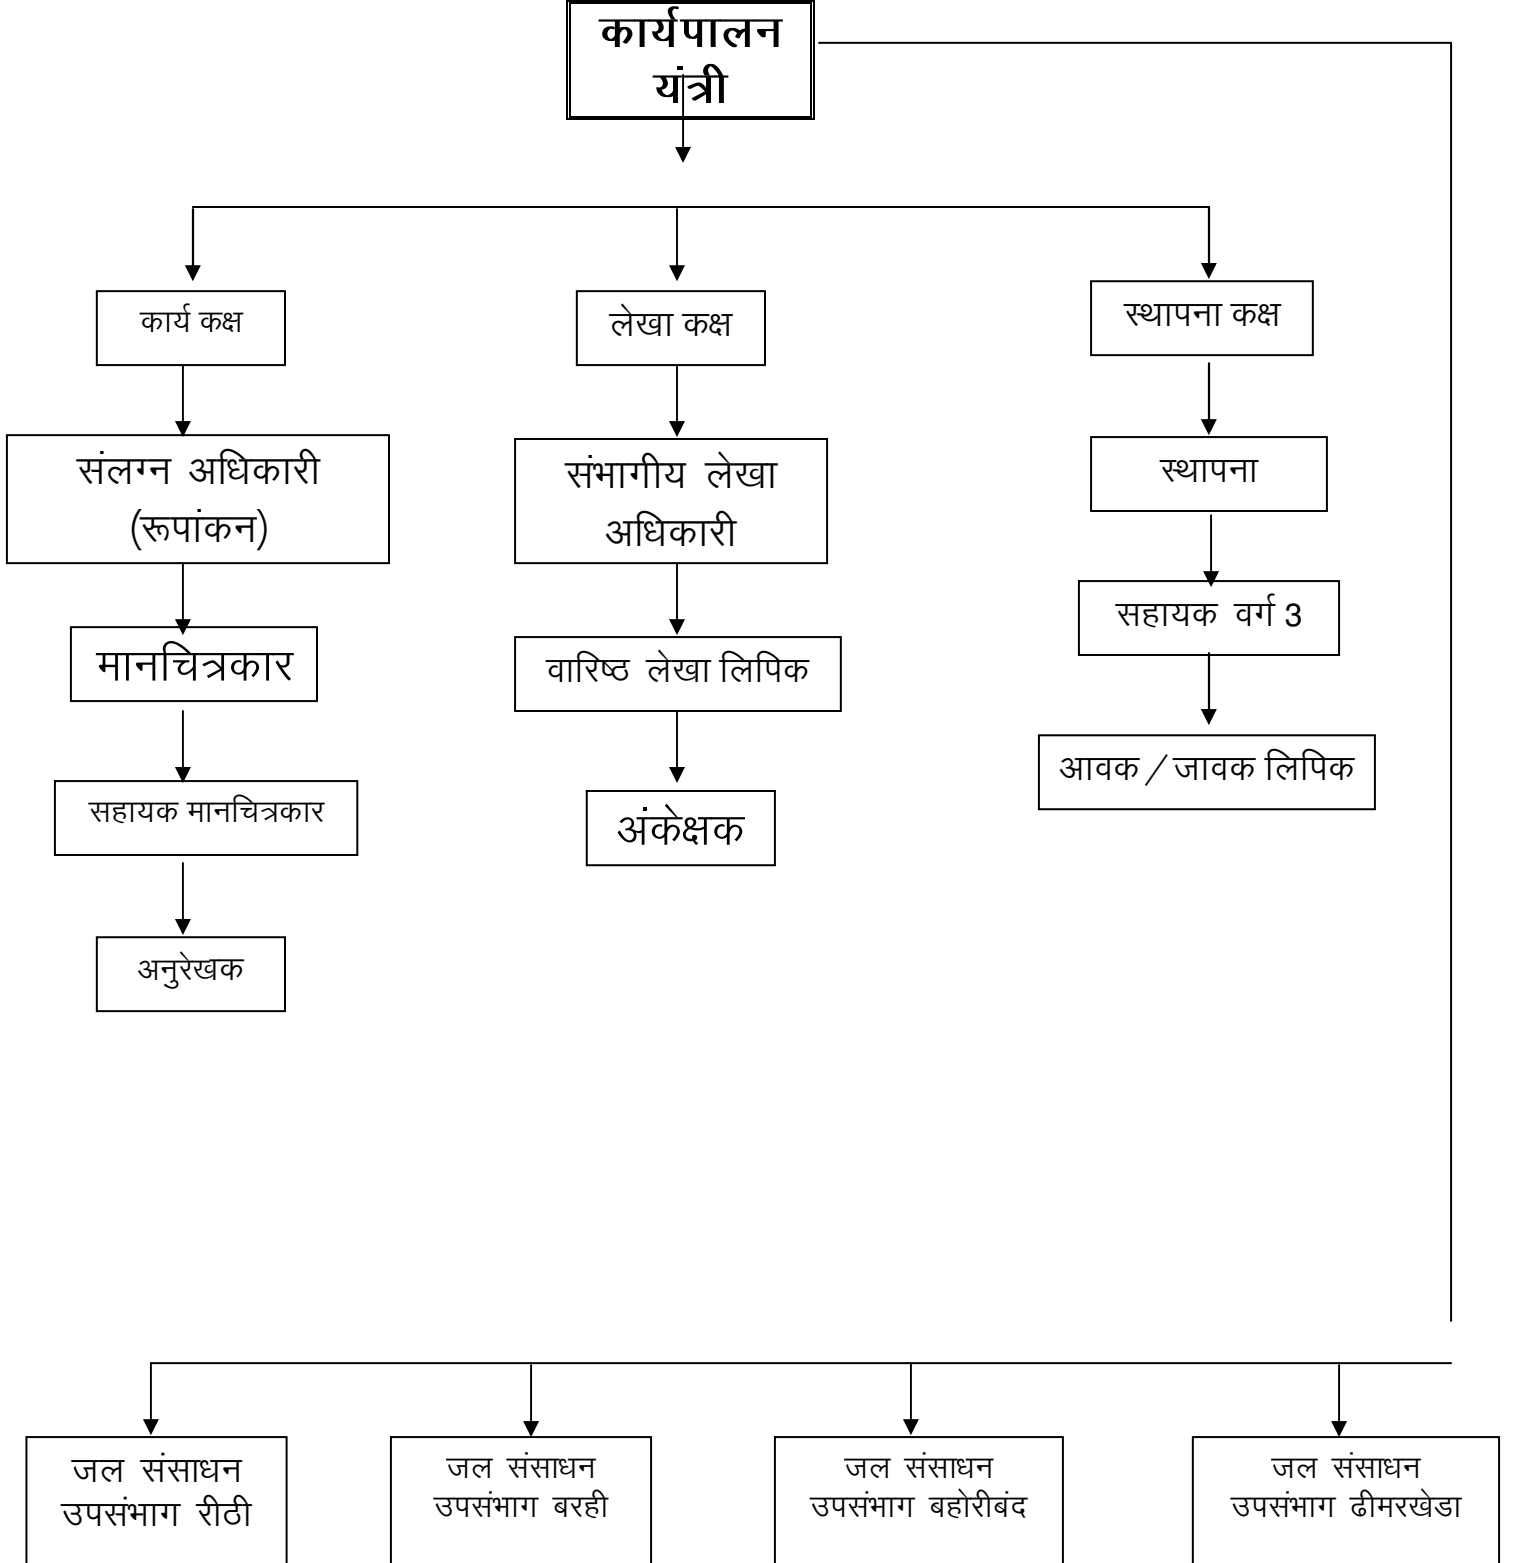 कार्यपालन
यंत्री
कार्य कक्ष
लेखा कक्ष
स्थापना कक्ष
संलग्न अधिकारी
(रूपांकन)
संभागीय लेखा
अधिकारी
स्थापना
मानचित्रकार
वारिष्ठ लेखा लिपिक
सहायक वर्ग 3
सहायक मानचित्रकार
अंकेक्षक
आवक / जावक लिपिक
अनुरेखक
जल संसाधन
उपसंभाग रीठी
जल संसाधन
उपसंभाग बरही
जल संसाधन
उपसंभाग बहोरीबंद
जल संसाधन
उपसंभाग ढीमरखेडा